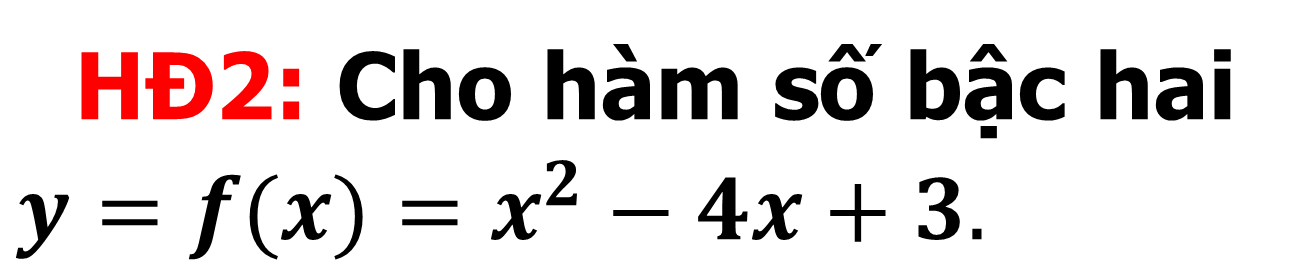 HĐ2: Cho hàm số bậc hai
y = f(x) = x² − 4x + 3.